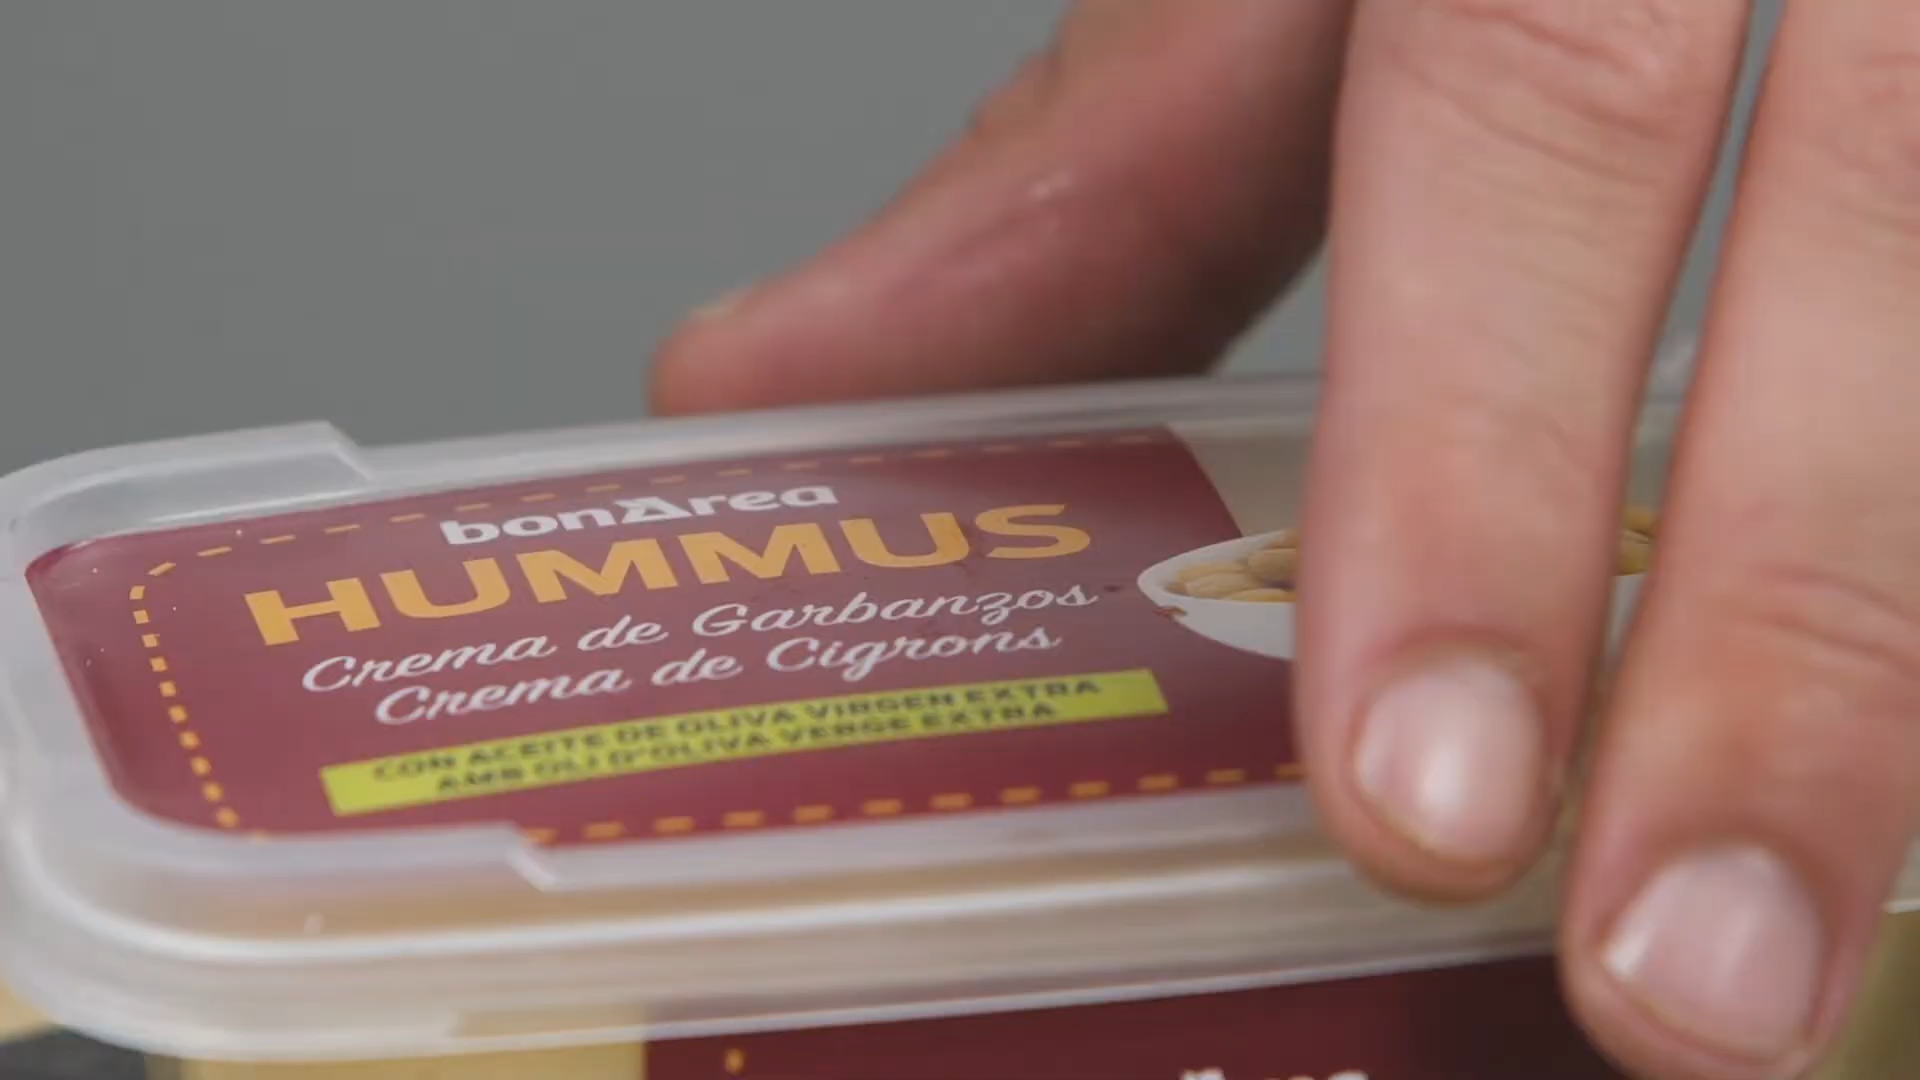 bonÀrea
HUMMUS
Crema de Garbanzos
Crema de Cigrons
CON ACEITE DE OLIVA VIRGEN EXTRA
AMB OLI D'OLIVA VERGE EXTRA